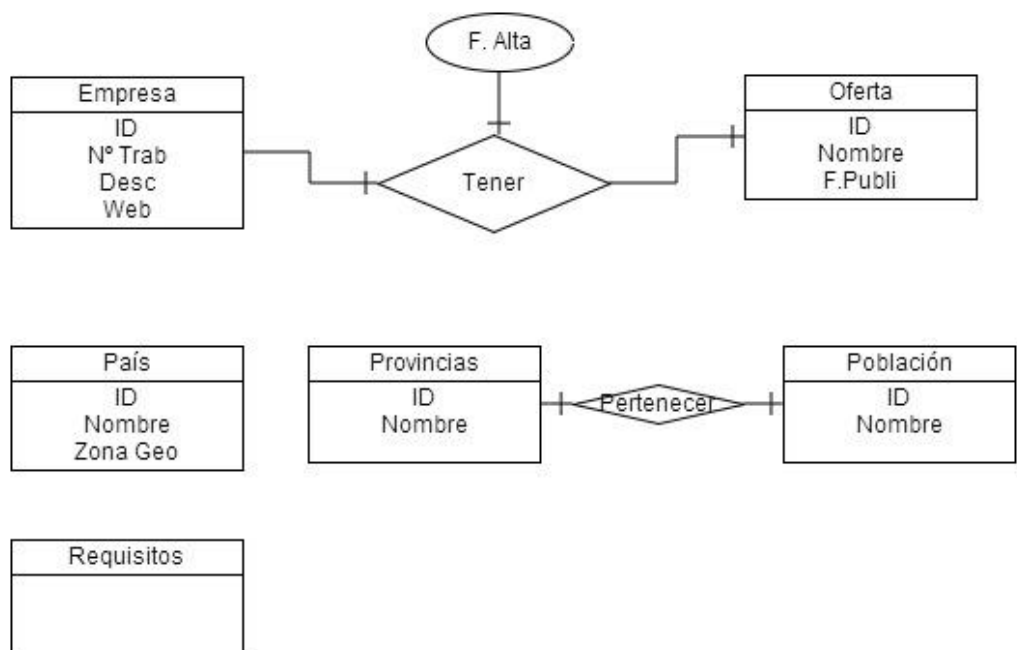 F. Alta
Empresa
ID
Nº Trab
Desc
Web
Tener
Oferta
ID
Nombre
F.Publi
País
ID
Nombre
Zona Geo
Provincias
ID
Nombre
Pertenecer
Población
ID
Nombre
Requisitos